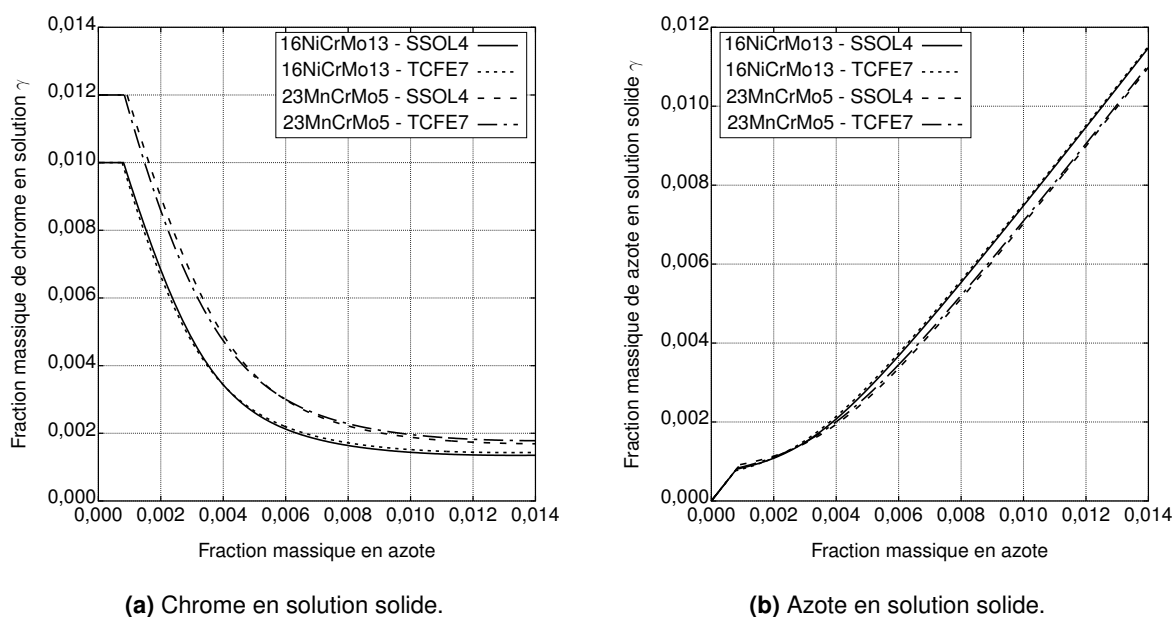 0,014
0,012
0,010
0,008
0,006
0,004
0,002
0,000
Fraction massique de chrome en solution γ
16NiCrMo13 - SSOL4
16NiCrMo13 - TCFE7
23MnCrMo5 - SSOL4
23MnCrMo5 - TCFE7
0,000 0,002 0,004 0,006 0,008 0,010 0,012 0,014
Fraction massique en azote
(a) Chrome en solution solide.
0,012
0,010
0,008
0,006
0,004
0,002
0,000
Fraction massique de azote en solution solide γ
16NiCrMo13 - SSOL4
16NiCrMo13 - TCFE7
23MnCrMo5 - SSOL4
23MnCrMo5 - TCFE7
0,000 0,002 0,004 0,006 0,008 0,010 0,012 0,014
Fraction massique en azote
(b) Azote en solution solide.